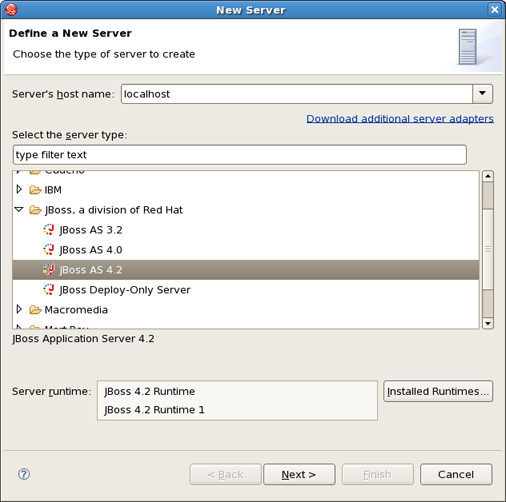 New Server
Define a New Server
Choose the type of server to create
Server's host name: localhost
Download additional server adapters
Select the server type:
type filter text
Caucho
IBM
JBoss, a division of Red Hat
JBoss AS 3.2
JBoss AS 4.0
JBoss AS 4.2
JBoss Deploy-Only Server
Macromedia
JBoss Application Server 4.2
Server runtime: JBoss 4.2 Runtime Installed Runtimes...
JBoss 4.2 Runtime 1
? < Back Next > Finish Cancel